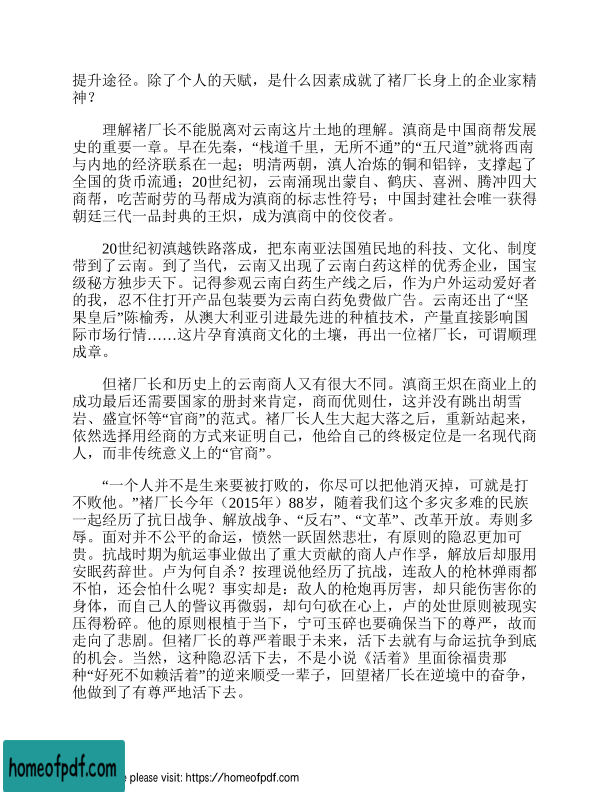 提升途径。除了个人的天赋，是什么因素成就了褚厂长身上的企业家精
神？
理解褚厂长不能脱离对云南这片土地的理解。滇商是中国商帮发展
史的重要一章。早在先秦，“栈道千里，无所不通”的“五尺道”就将西南
与内地的经济联系在一起；明清两朝，滇人冶炼的铜和铅锌，支撑起了
全国的货币流通；20世纪初，云南涌现出蒙自、鹤庆、喜洲、腾冲四大
商帮，吃苦耐劳的马帮成为滇商的标志性符号；中国封建社会唯一获得
朝廷三代一品封典的王炽，成为滇商中的佼佼者。
20世纪初滇越铁路落成，把东南亚法国殖民地的科技、文化、制度
带到了云南。到了当代，云南又出现了云南白药这样的优秀企业，国宝
级秘方独步天下。记得参观云南白药生产线之后，作为户外运动爱好者
的我，忍不住打开产品包装要为云南白药免费做广告。云南还出了“坚
果皇后”陈榆秀，从澳大利亚引进最先进的种植技术，产量直接影响国
际市场行情……这片孕育滇商文化的土壤，再出一位褚厂长，可谓顺理
成章。
但褚厂长和历史上的云南商人又有很大不同。滇商王炽在商业上的
成功最后还需要国家的册封来肯定，商而优则仕，这并没有跳出胡雪
岩、盛宣怀等“官商”的范式。褚厂长人生大起大落之后，重新站起来，
依然选择用经商的方式来证明自己，他给自己的终极定位是一名现代商
人，而非传统意义上的“官商”。
“一个人并不是生来要被打败的，你尽可以把他消灭掉，可就是打
不败他。”褚厂长今年（2015年）88岁，随着我们这个多灾多难的民族
一起经历了抗日战争、解放战争、“反右”、“文革”、改革开放。寿则多
辱。面对并不公平的命运，愤然一跃固然悲壮，有原则的隐忍更加可
贵。抗战时期为航运事业做出了重大贡献的商人卢作孚，解放后却服用
安眠药辞世。卢为何自杀？按理说他经历了抗战，连敌人的枪林弹雨都
不怕，还会怕什么呢？事实却是：敌人的枪炮再厉害，却只能伤害你的
身体，而自己人的訾议再微弱，却句句砍在心上，卢的处世原则被现实
压得粉碎。他的原则根植于当下，宁可玉碎也要确保当下的尊严，故而
走向了悲剧。但褚厂长的尊严着眼于未来，活下去就有与命运抗争到底
的机会。当然，这种隐忍活下去，不是小说《活着》里面徐福贵那
种“好死不如赖活着”的逆来顺受一辈子，回望褚厂长在逆境中的奋争，
他做到了有尊严地活下去。
homeofpdf.com
e please visit: https://homeofpdf.com